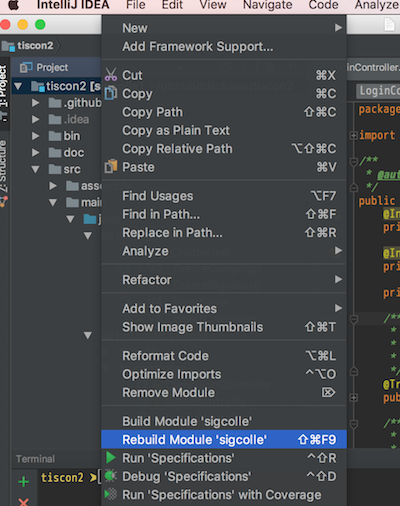 IntelliJ IDEA File Edit View Navigate Code Analyze
tiscon2
Project
1: Project
Z: Structure
tiscon2 [s
.github
.idea
bin
doc
src
asse
main
j
New
Add Framework Support...
Cut ⌘X
Copy ⌘C
Copy Path ⇧⌘C
Copy as Plain Text
Copy Relative Path ⌥⇧⌘C
Paste ⌘V
Find Usages ⌥F7
Find in Path... ⇧⌘F
Replace in Path... ⇧⌘R
Analyze
Refactor
Add to Favorites
Show Image Thumbnails ⇧⌘T
Reformat Code ⌥⌘L
Optimize Imports ^⌥O
Remove Module ⌦
Build Module 'sigcolle'
Rebuild Module 'sigcolle' ⇧⌘F9
Run 'Specifications' ^⇧R
Debug 'Specifications' ^⇧D
Run 'Specifications' with Coverage
inController.
LoginCo
package
import
/**
* @aut
*/
public
@In
pri
@In
pri
pri
/**
*
*
*
*/
@Tr
pub
/**
*
*
Terminal
tiscon2